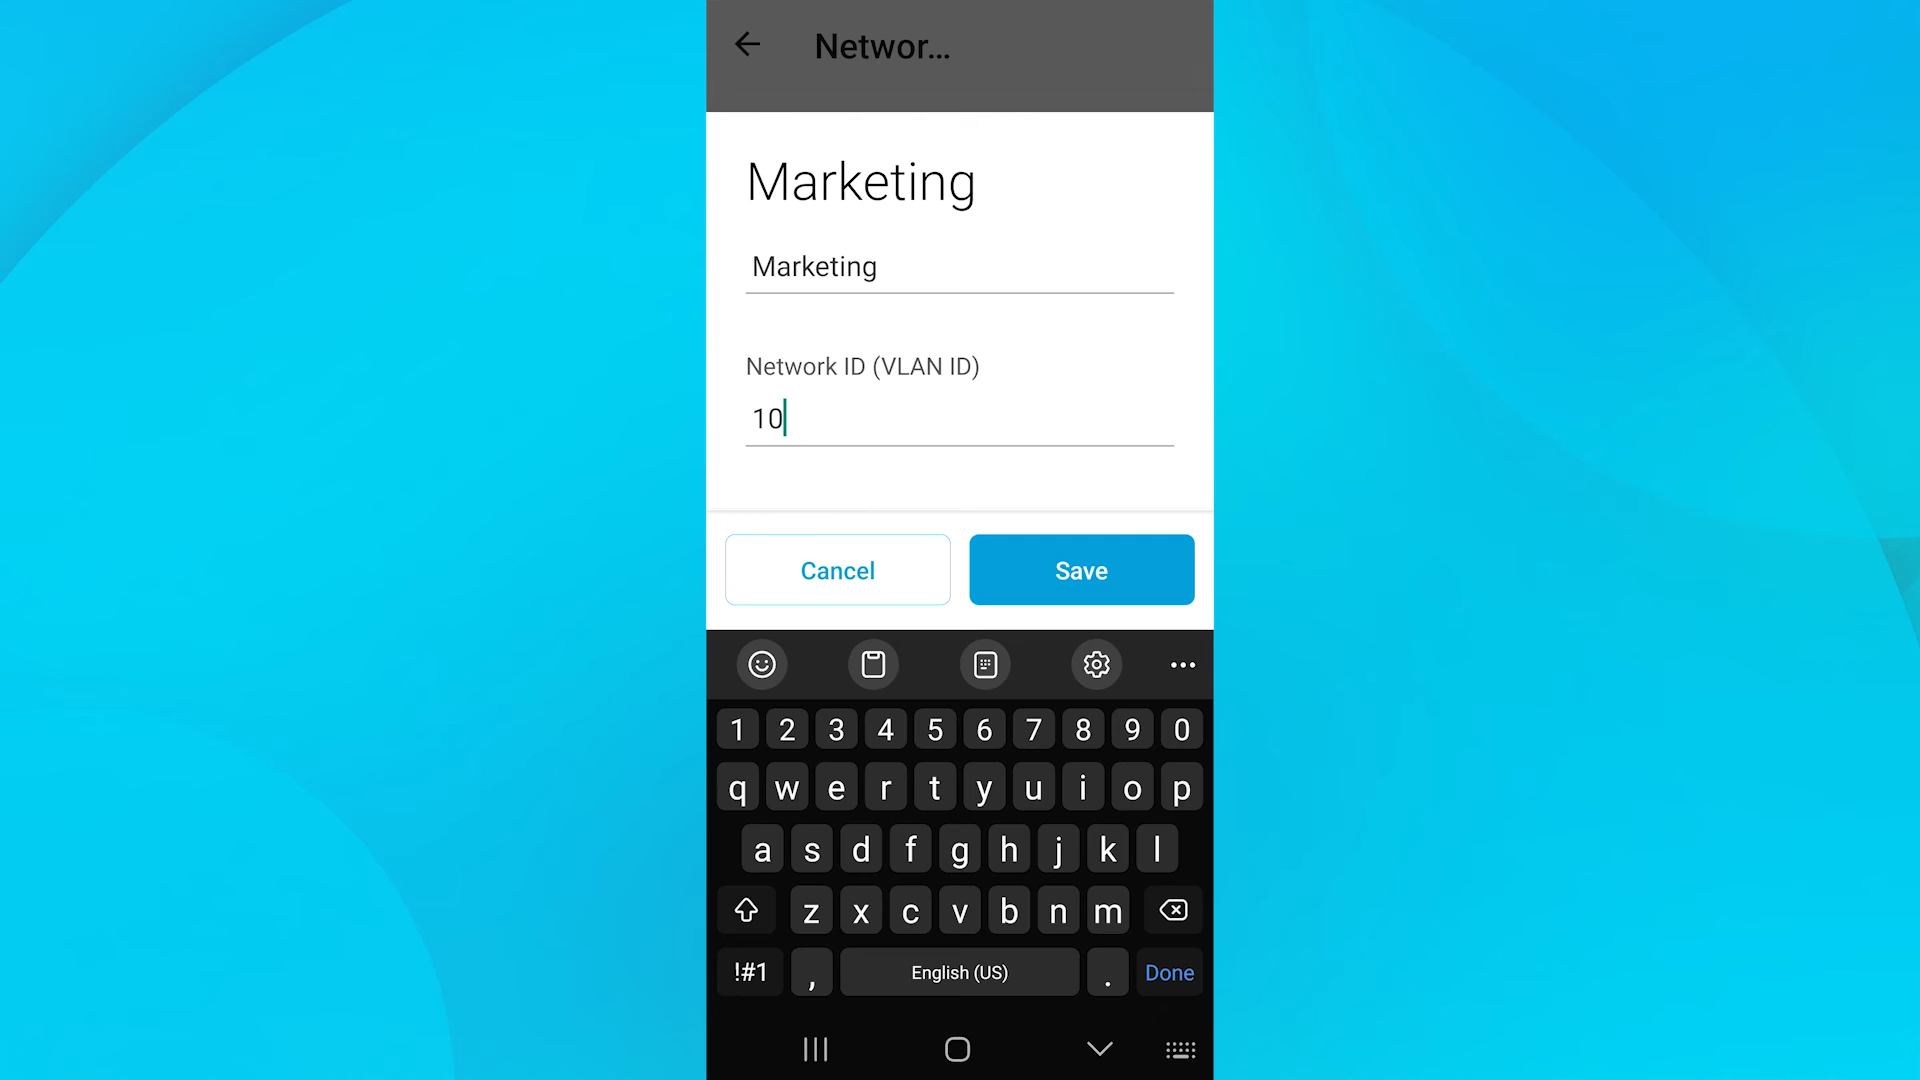 Networ...
Marketing
Marketing
Network ID (VLAN ID)
10
Cancel
Save
1 2 3 4 5 6 7 8 9 0
q w e r t y u i o p
a s d f g h j k l
z x c v b n m
!#1 , English (US) . Done